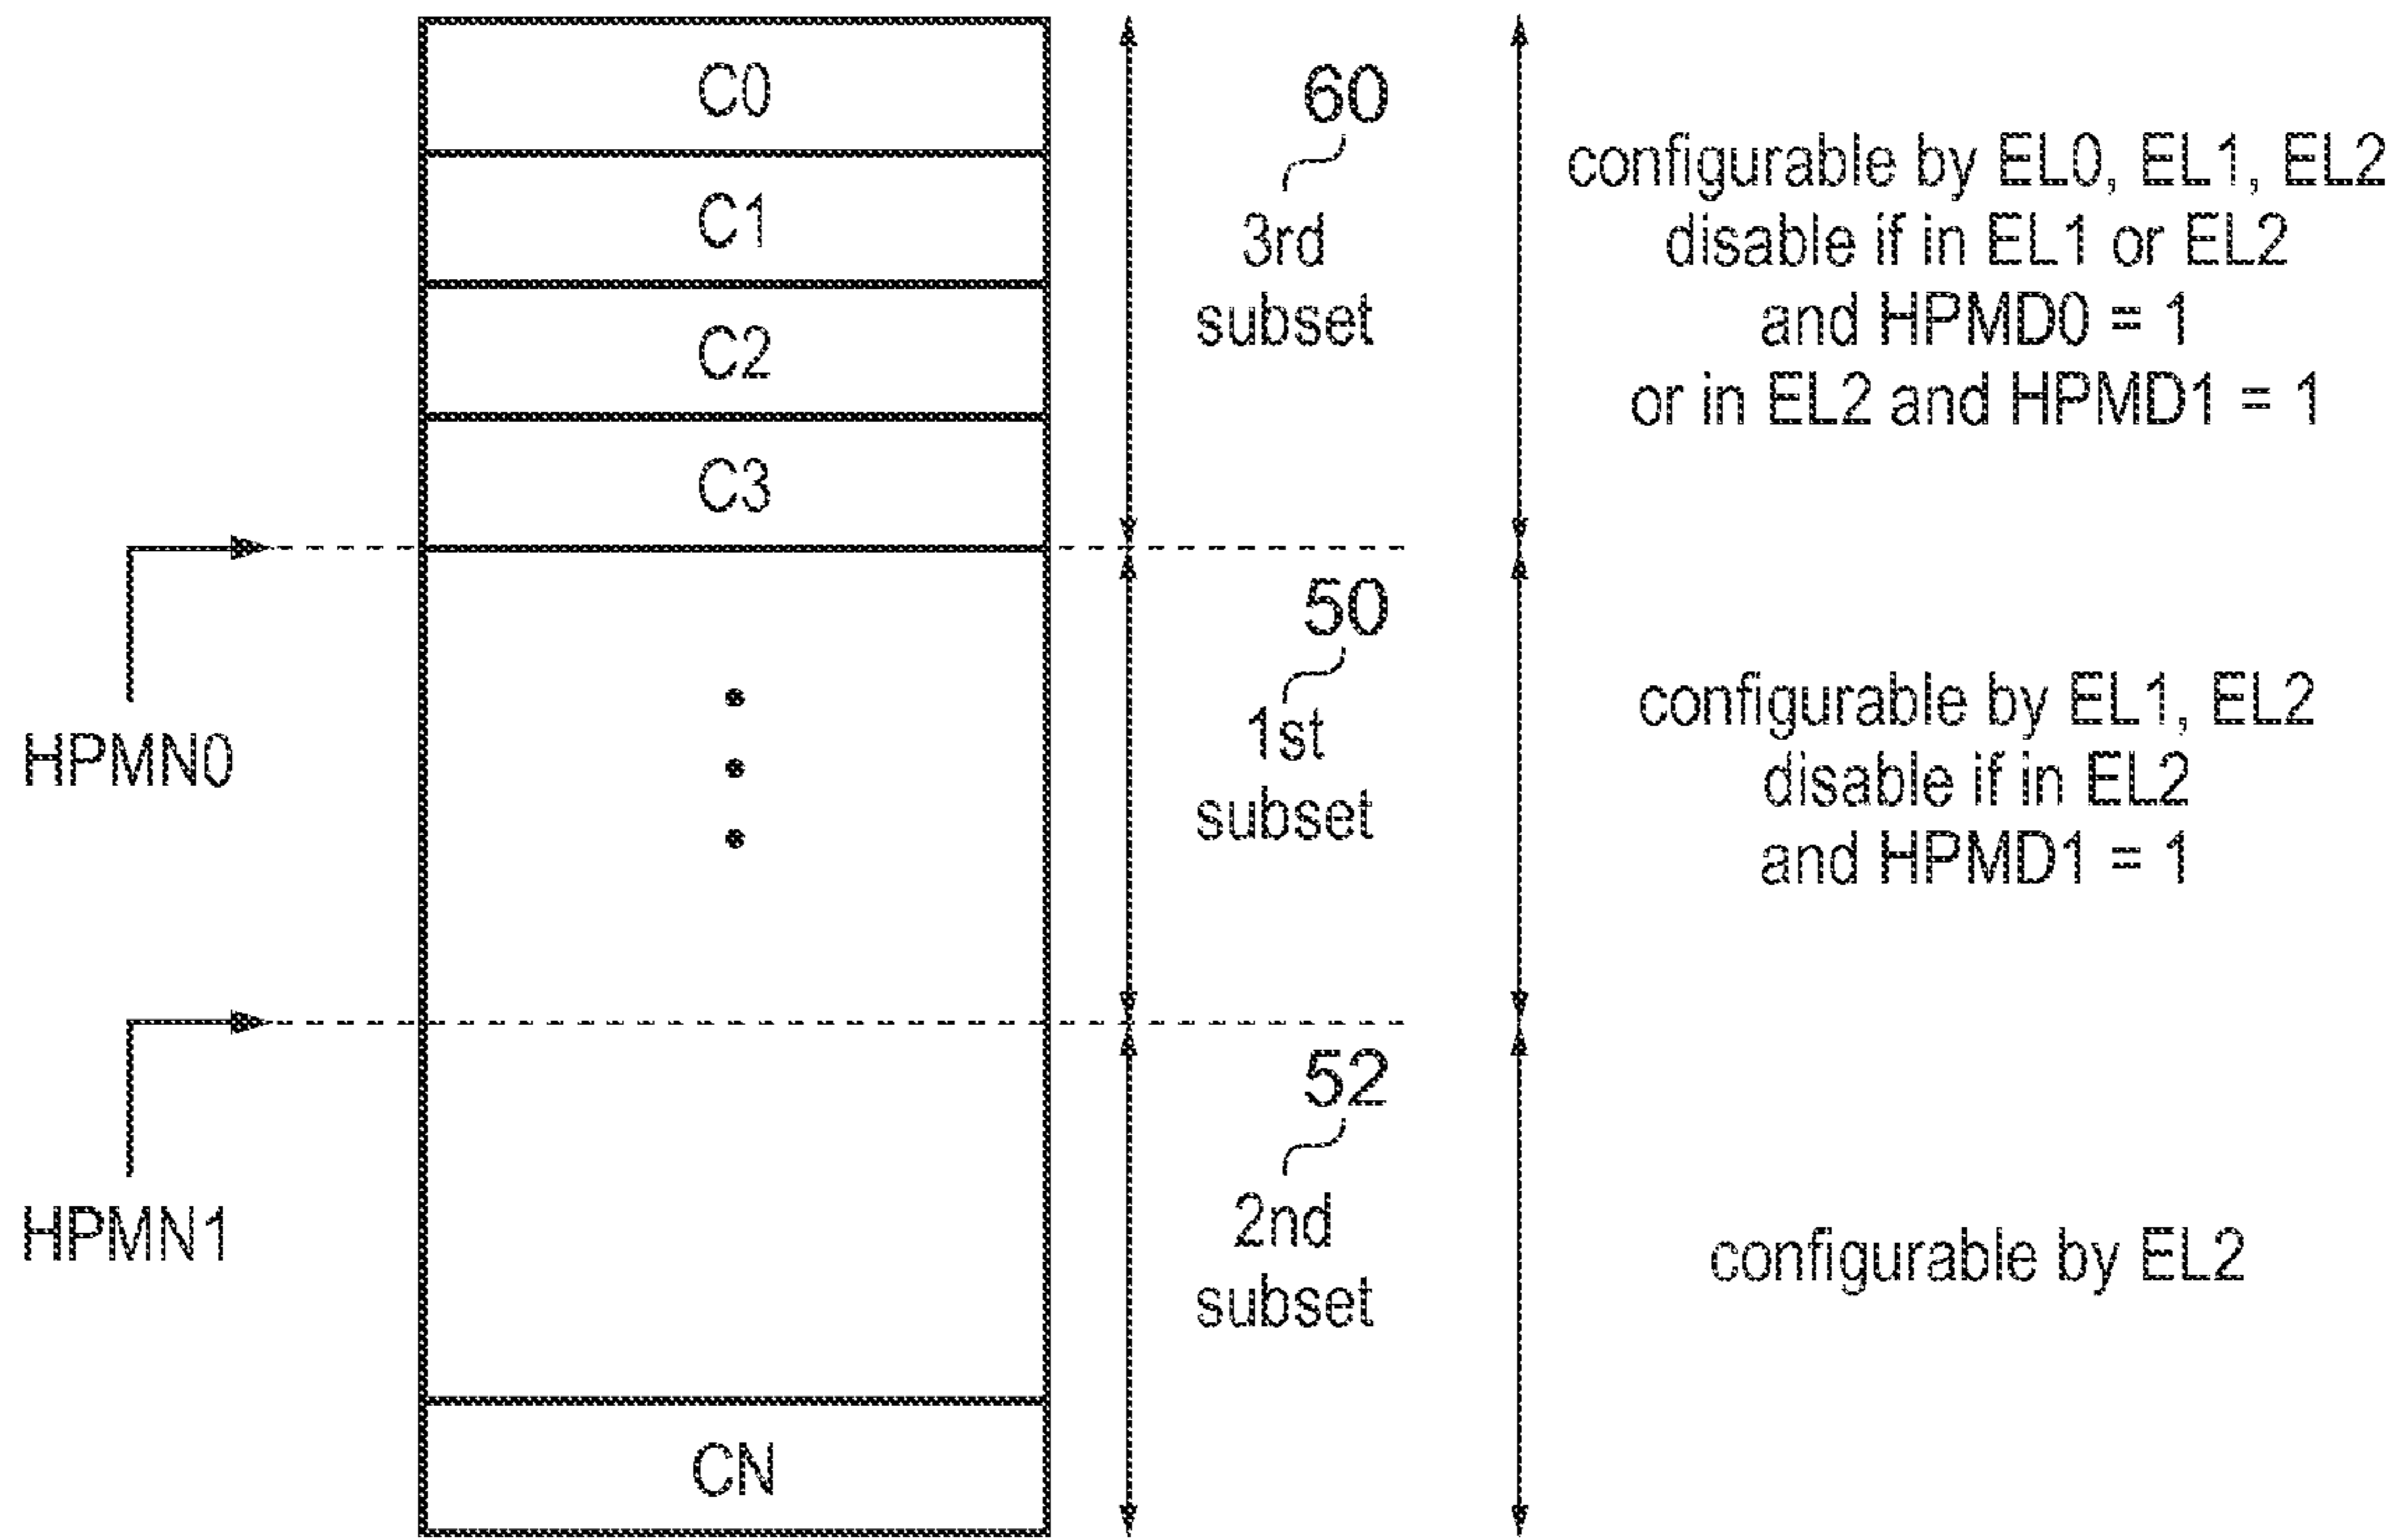 C0
C1
C2
C3
CN
HPMN0
HPMN1
60
3rd
subset
50
1st
subset
52
2nd
subset
configurable by EL0, EL1, EL2
disable if in EL1 or EL2
and HPMD0 = 1
or in EL2 and HPMD1 = 1
configurable by EL1, EL2
disable if in EL2
and HPMD1 = 1
configurable by EL2